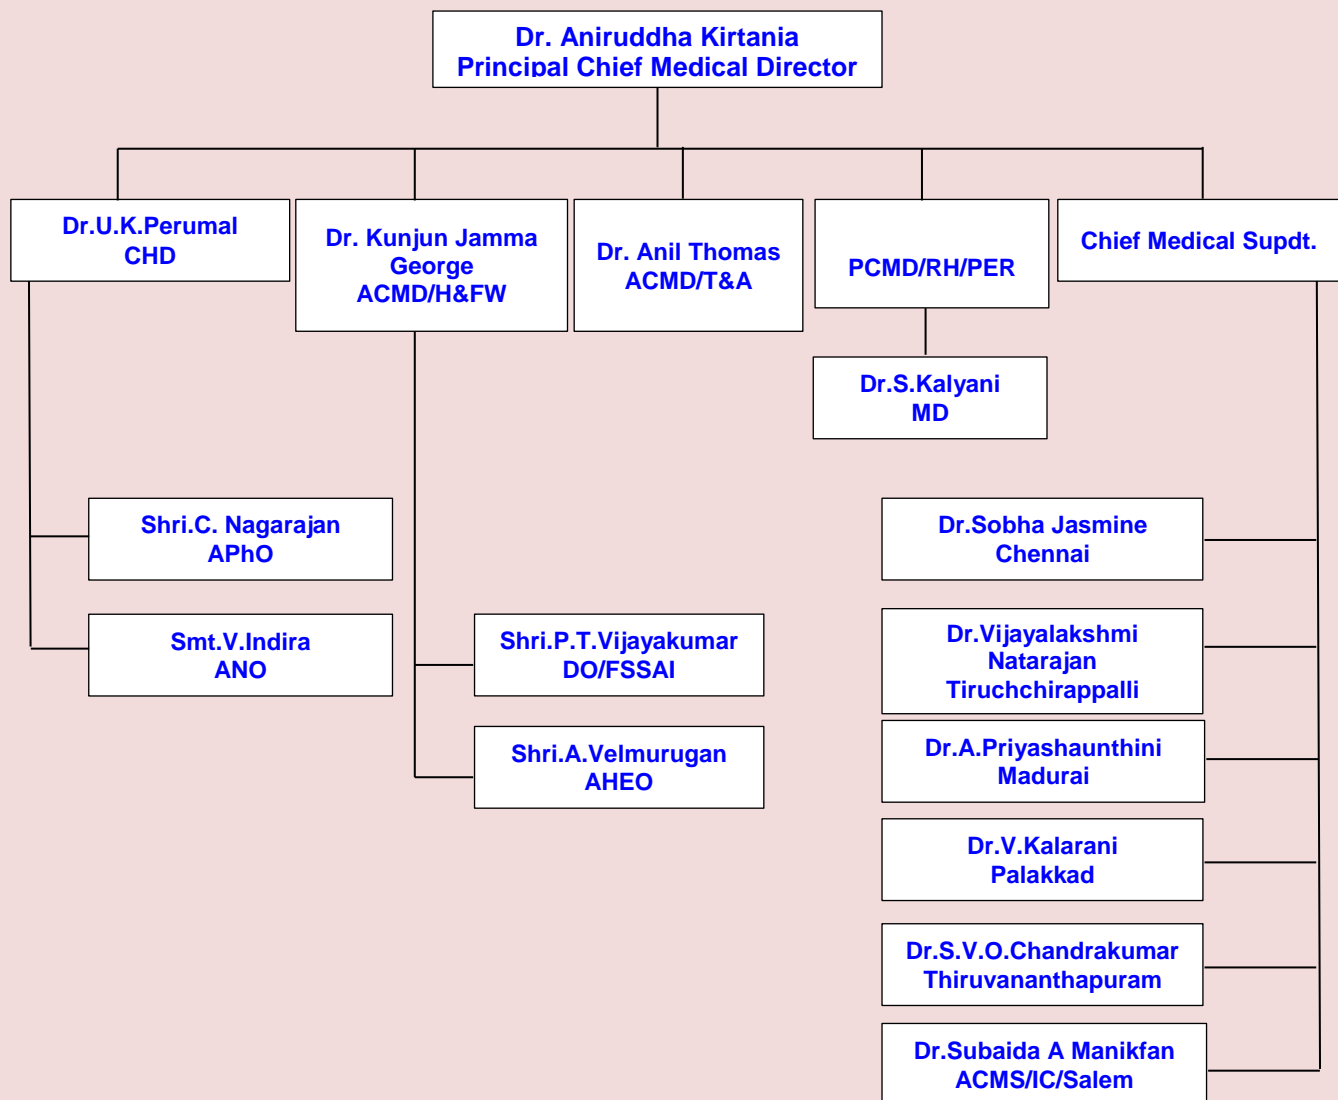 Dr. Aniruddha Kirtania
Principal Chief Medical Director
Dr.U.K.Perumal
CHD
Dr. Kunjun Jamma
George
ACMD/H&FW
Dr. Anil Thomas
ACMD/T&A
PCMD/RH/PER
Chief Medical Supdt.
Dr.S.Kalyani
MD
Shri.C. Nagarajan
APhO
Smt.V.Indira
ANO
Shri.P.T.Vijayakumar
DO/FSSAI
Shri.A.Velmurugan
AHEO
Dr.Sobha Jasmine
Chennai
Dr.Vijayalakshmi
Natarajan
Tiruchchirappalli
Dr.A.Priyashaunthini
Madurai
Dr.V.Kalarani
Palakkad
Dr.S.V.O.Chandrakumar
Thiruvananthapuram
Dr.Subaida A Manikfan
ACMS/IC/Salem